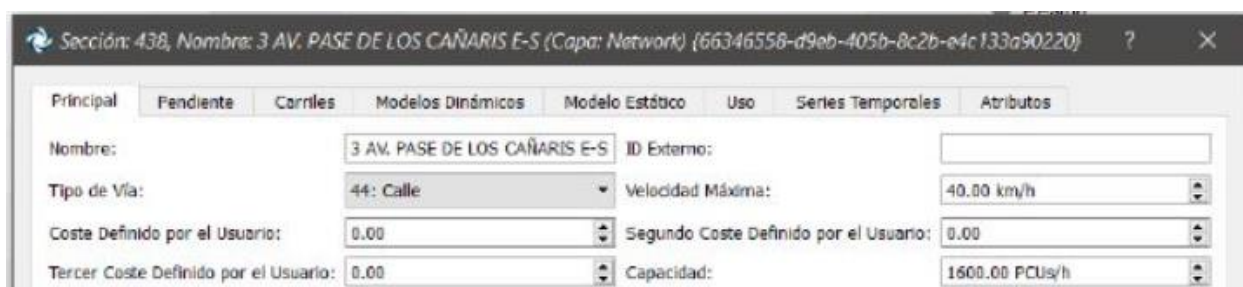 Sección: 438, Nombre: 3 AV. PASE DE LOS CAÑARIS E-S (Capa: Network) {66346558-d9eb-405b-8c2b-e4c133a90220} ? ×
Principal Pendiente Carriles Modelos Dinámicos Modelo Estático Uso Series Temporales Atributos
Nombre: 3 AV. PASE DE LOS CAÑARIS E-S ID Externo:
Tipo de Vía: 44: Calle Velocidad Máxima: 40.00 km/h
Coste Definido por el Usuario: 0.00 Segundo Coste Definido por el Usuario: 0.00
Tercer Coste Definido por el Usuario: 0.00 Capacidad: 1600.00 PCUs/h